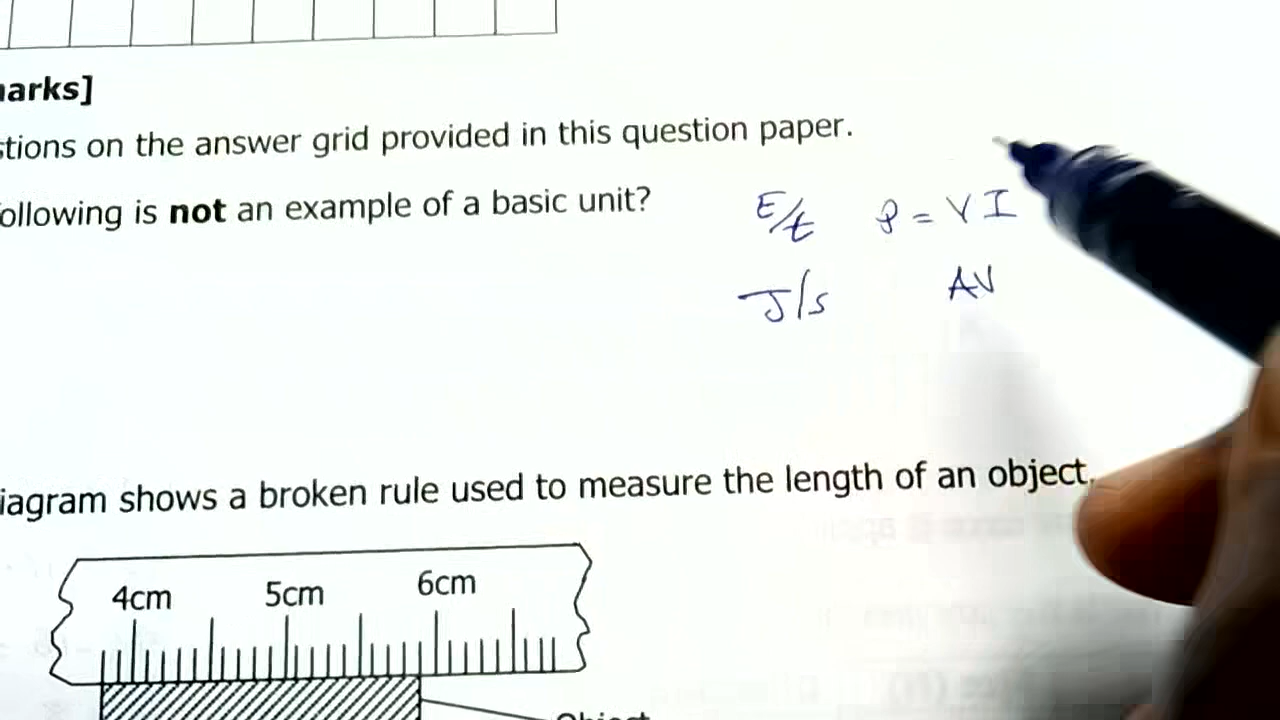 arks]
stions on the answer grid provided in this question paper.
ollowing is not an example of a basic unit?
E/t P = VI
J/s AV
iagram shows a broken rule used to measure the length of an object.
4cm 5cm 6cm
Object